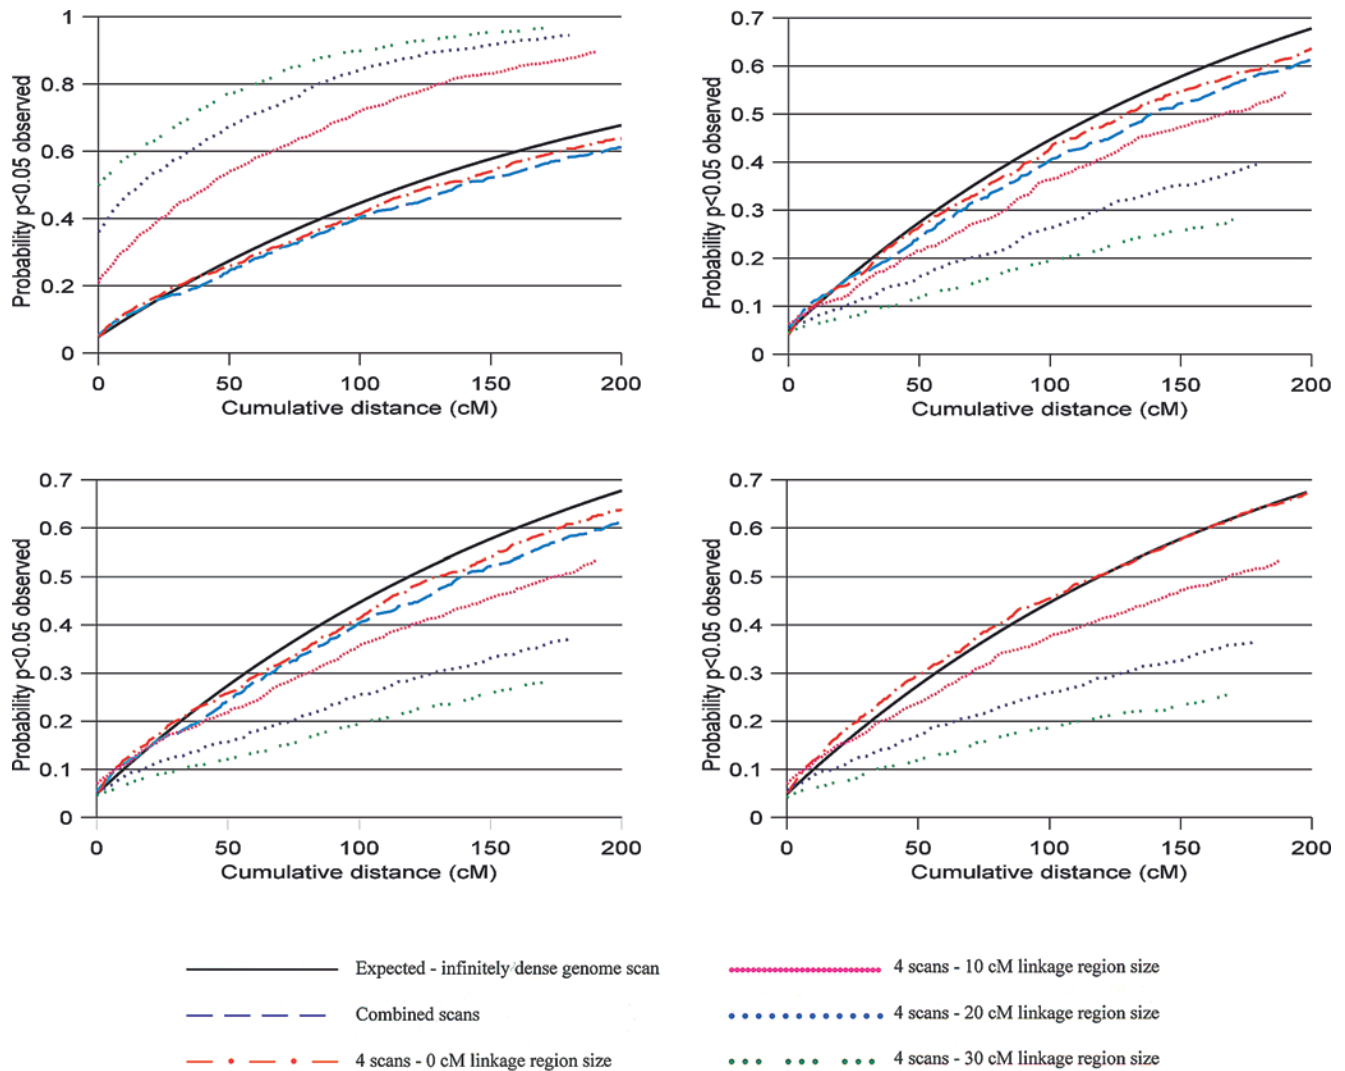 1
0.8
0.6
0.4
0.2
0
Probability p<0.05 observed
0 50 100 150 200
Cumulative distance (cM)
0.7
0.6
0.5
0.4
0.3
0.2
0.1
0
Probability p<0.05 observed
0 50 100 150 200
Cumulative distance (cM)
0.7
0.6
0.5
0.4
0.3
0.2
0.1
0
Probability p<0.05 observed
0 50 100 150 200
Cumulative distance (cM)
0.7
0.6
0.5
0.4
0.3
0.2
0.1
0
Probability p<0.05 observed
0 50 100 150 200
Cumulative distance (cM)
Expected - infinitely dense genome scan
Combined scans
4 scans - 0 cM linkage region size
4 scans - 10 cM linkage region size
4 scans - 20 cM linkage region size
4 scans - 30 cM linkage region size